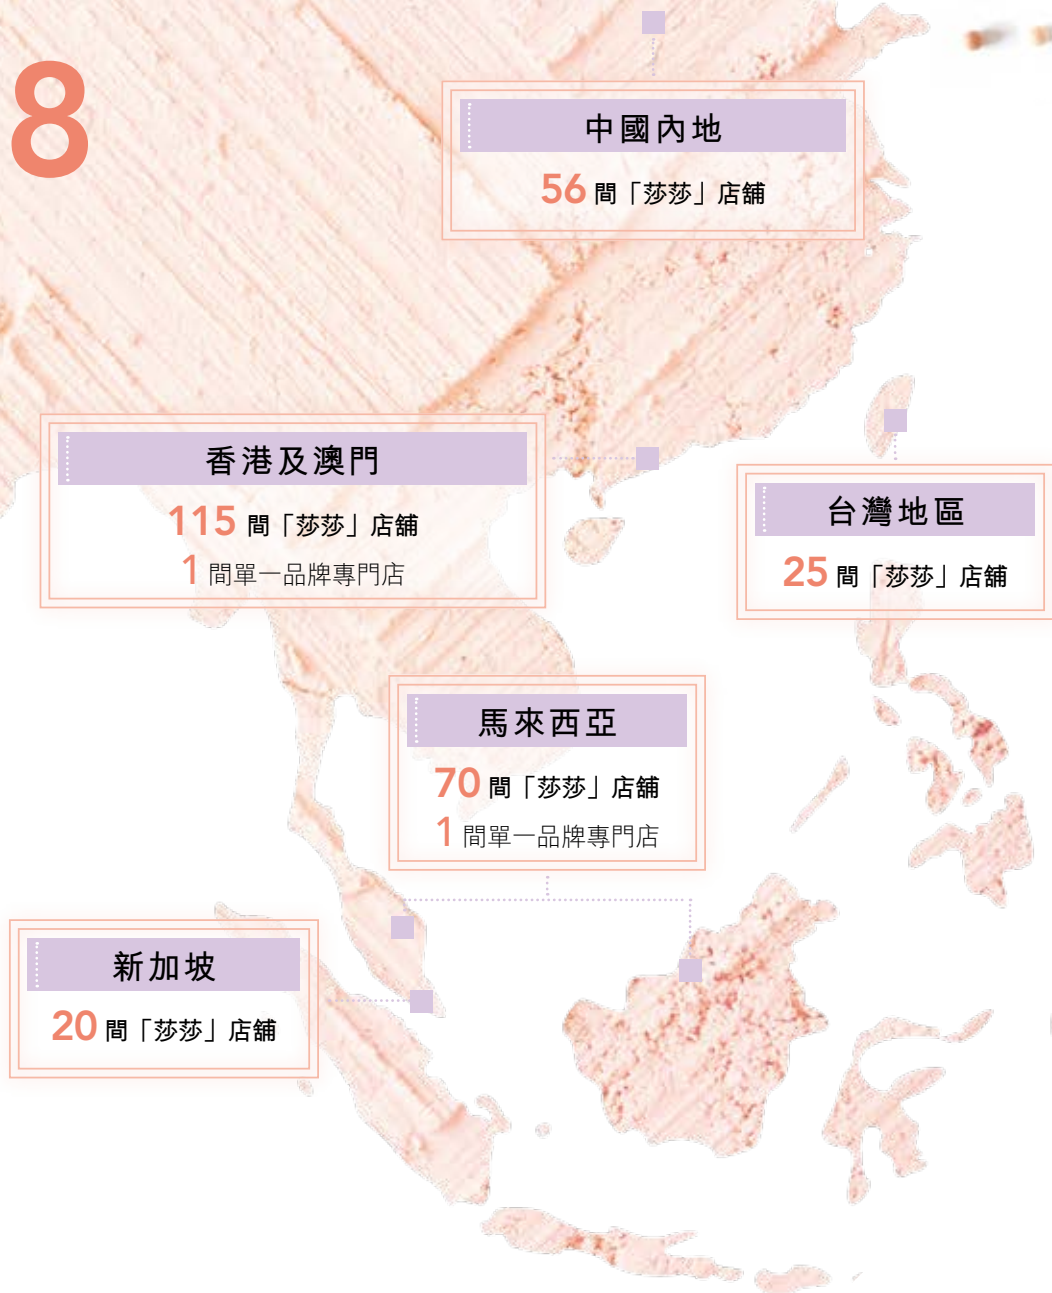 8
中國內地
56 間「莎莎」店舖
香港及澳門
115 間「莎莎」店舖
1 間單一品牌專門店
台灣地區
25 間「莎莎」店舖
馬來西亞
70 間「莎莎」店舖
1 間單一品牌專門店
新加坡
20 間「莎莎」店舖